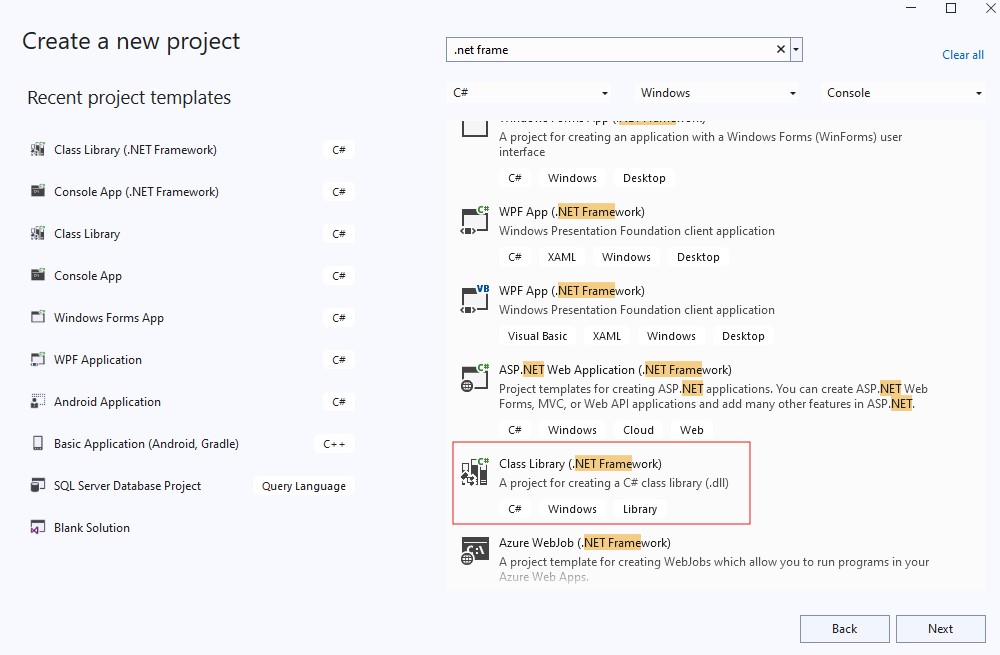 Create a new project
Recent project templates
Class Library (.NET Framework) C#
Console App (.NET Framework) C#
Class Library C#
Console App C#
Windows Forms App C#
WPF Application C#
Android Application C#
Basic Application (Android, Gradle) C++
SQL Server Database Project Query Language
Blank Solution
.net frame
Clear all
C# Windows Console
Windows Forms App (.NET Framework)
A project for creating an application with a Windows Forms (WinForms) user
interface
C# Windows Desktop
C#
WPF App (.NET Framework)
Windows Presentation Foundation client application
C# XAML Windows Desktop
VB
WPF App (.NET Framework)
Windows Presentation Foundation client application
Visual Basic XAML Windows Desktop
C#
ASP.NET Web Application (.NET Framework)
Project templates for creating ASP.NET applications. You can create ASP.NET Web
Forms, MVC, or Web API applications and add many other features in ASP.NET.
C# Windows Cloud Web
C#
Class Library (.NET Framework)
A project for creating a C# class library (.dll)
C# Windows Library
C:\
Azure WebJob (.NET Framework)
A project template for creating WebJobs which allow you to run programs in your
Azure Web Apps.
Back Next